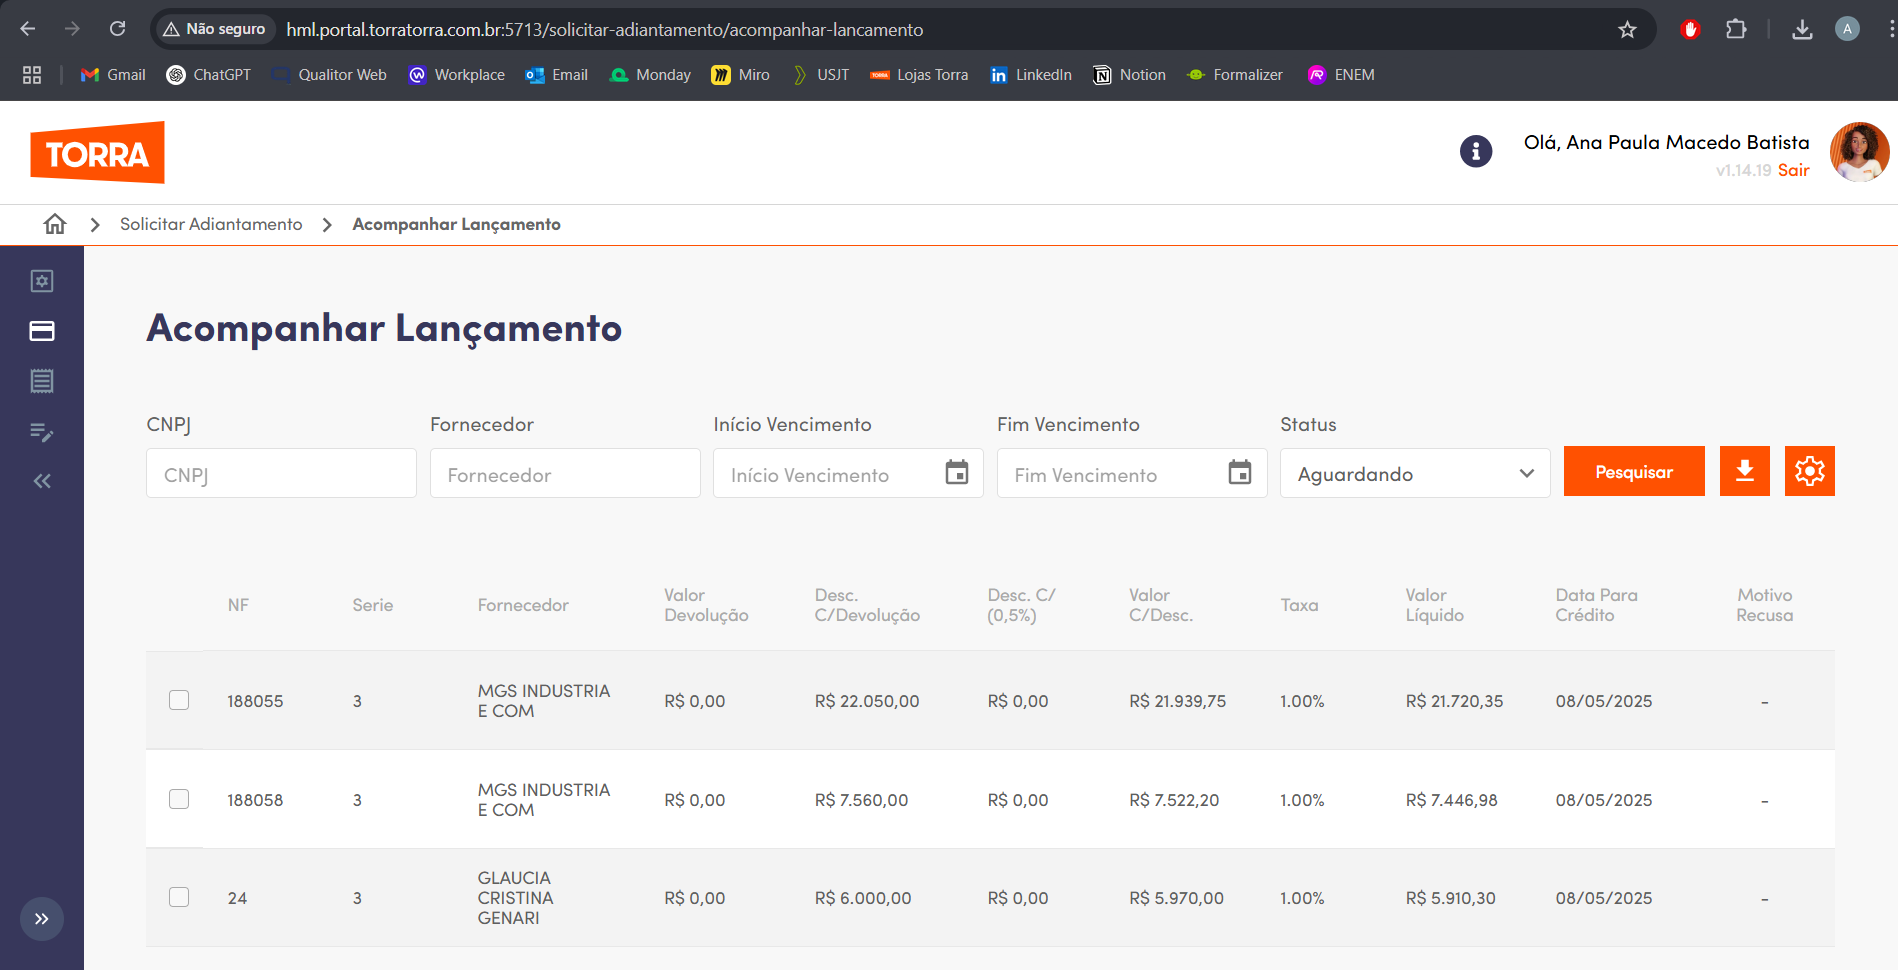 Não seguro
hml.portal.torratorra.com.br:5713/solicitar-adiantamento/acompanhar-lancamento
A
Gmail
ChatGPT
Qualitor Web
Workplace
Email
Monday
Miro
USJT
Lojas Torra
LinkedIn
Notion
Formalizer
ENEM
TORRA
Olá, Ana Paula Macedo Batista
v1.14.19 Sair
Solicitar Adiantamento
Acompanhar Lançamento
Acompanhar Lançamento
CNPJ
Fornecedor
Início Vencimento
Fim Vencimento
Status
CNPJ
Fornecedor
Início Vencimento
Fim Vencimento
Aguardando
Pesquisar
NF
Serie
Fornecedor
Valor
Devolução
Desc.
C/Devolução
Desc. C/
(0,5%)
Valor
C/Desc.
Taxa
Valor
Líquido
Data Para
Crédito
Motivo
Recusa
188055
3
MGS INDUSTRIA
E COM
R$ 0,00
R$ 22.050,00
R$ 0,00
R$ 21.939,75
1.00%
R$ 21.720,35
08/05/2025
-
188058
3
MGS INDUSTRIA
E COM
R$ 0,00
R$ 7.560,00
R$ 0,00
R$ 7.522,20
1.00%
R$ 7.446,98
08/05/2025
-
24
3
GLAUCIA
CRISTINA
GENARI
R$ 0,00
R$ 6.000,00
R$ 0,00
R$ 5.970,00
1.00%
R$ 5.910,30
08/05/2025
-